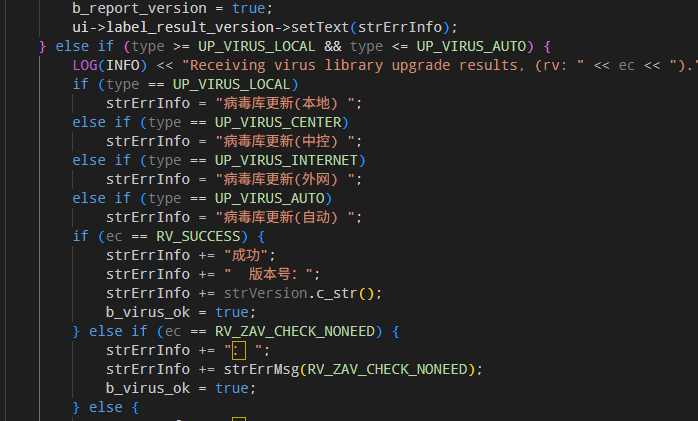 b_report_version = true;
ui->label_result_version->setText(strErrInfo);
} else if (type >= UP_VIRUS_LOCAL && type <= UP_VIRUS_AUTO) {
LOG(INFO) << "Receiving virus library upgrade results, (rv: " << ec << ")."
if (type == UP_VIRUS_LOCAL)
strErrInfo = "病毒库更新(本地) ";
else if (type == UP_VIRUS_CENTER)
strErrInfo = "病毒库更新(中控) ";
else if (type == UP_VIRUS_INTERNET)
strErrInfo = "病毒库更新(外网) ";
else if (type == UP_VIRUS_AUTO)
strErrInfo = "病毒库更新(自动) ";
if (ec == RV_SUCCESS) {
strErrInfo += "成功";
strErrInfo += "  版本号: ";
strErrInfo += strVersion.c_str();
b_virus_ok = true;
} else if (ec == RV_ZAV_CHECK_NONEED) {
strErrInfo += "： ";
strErrInfo += strErrMsg(RV_ZAV_CHECK_NONEED);
b_virus_ok = true;
} else {